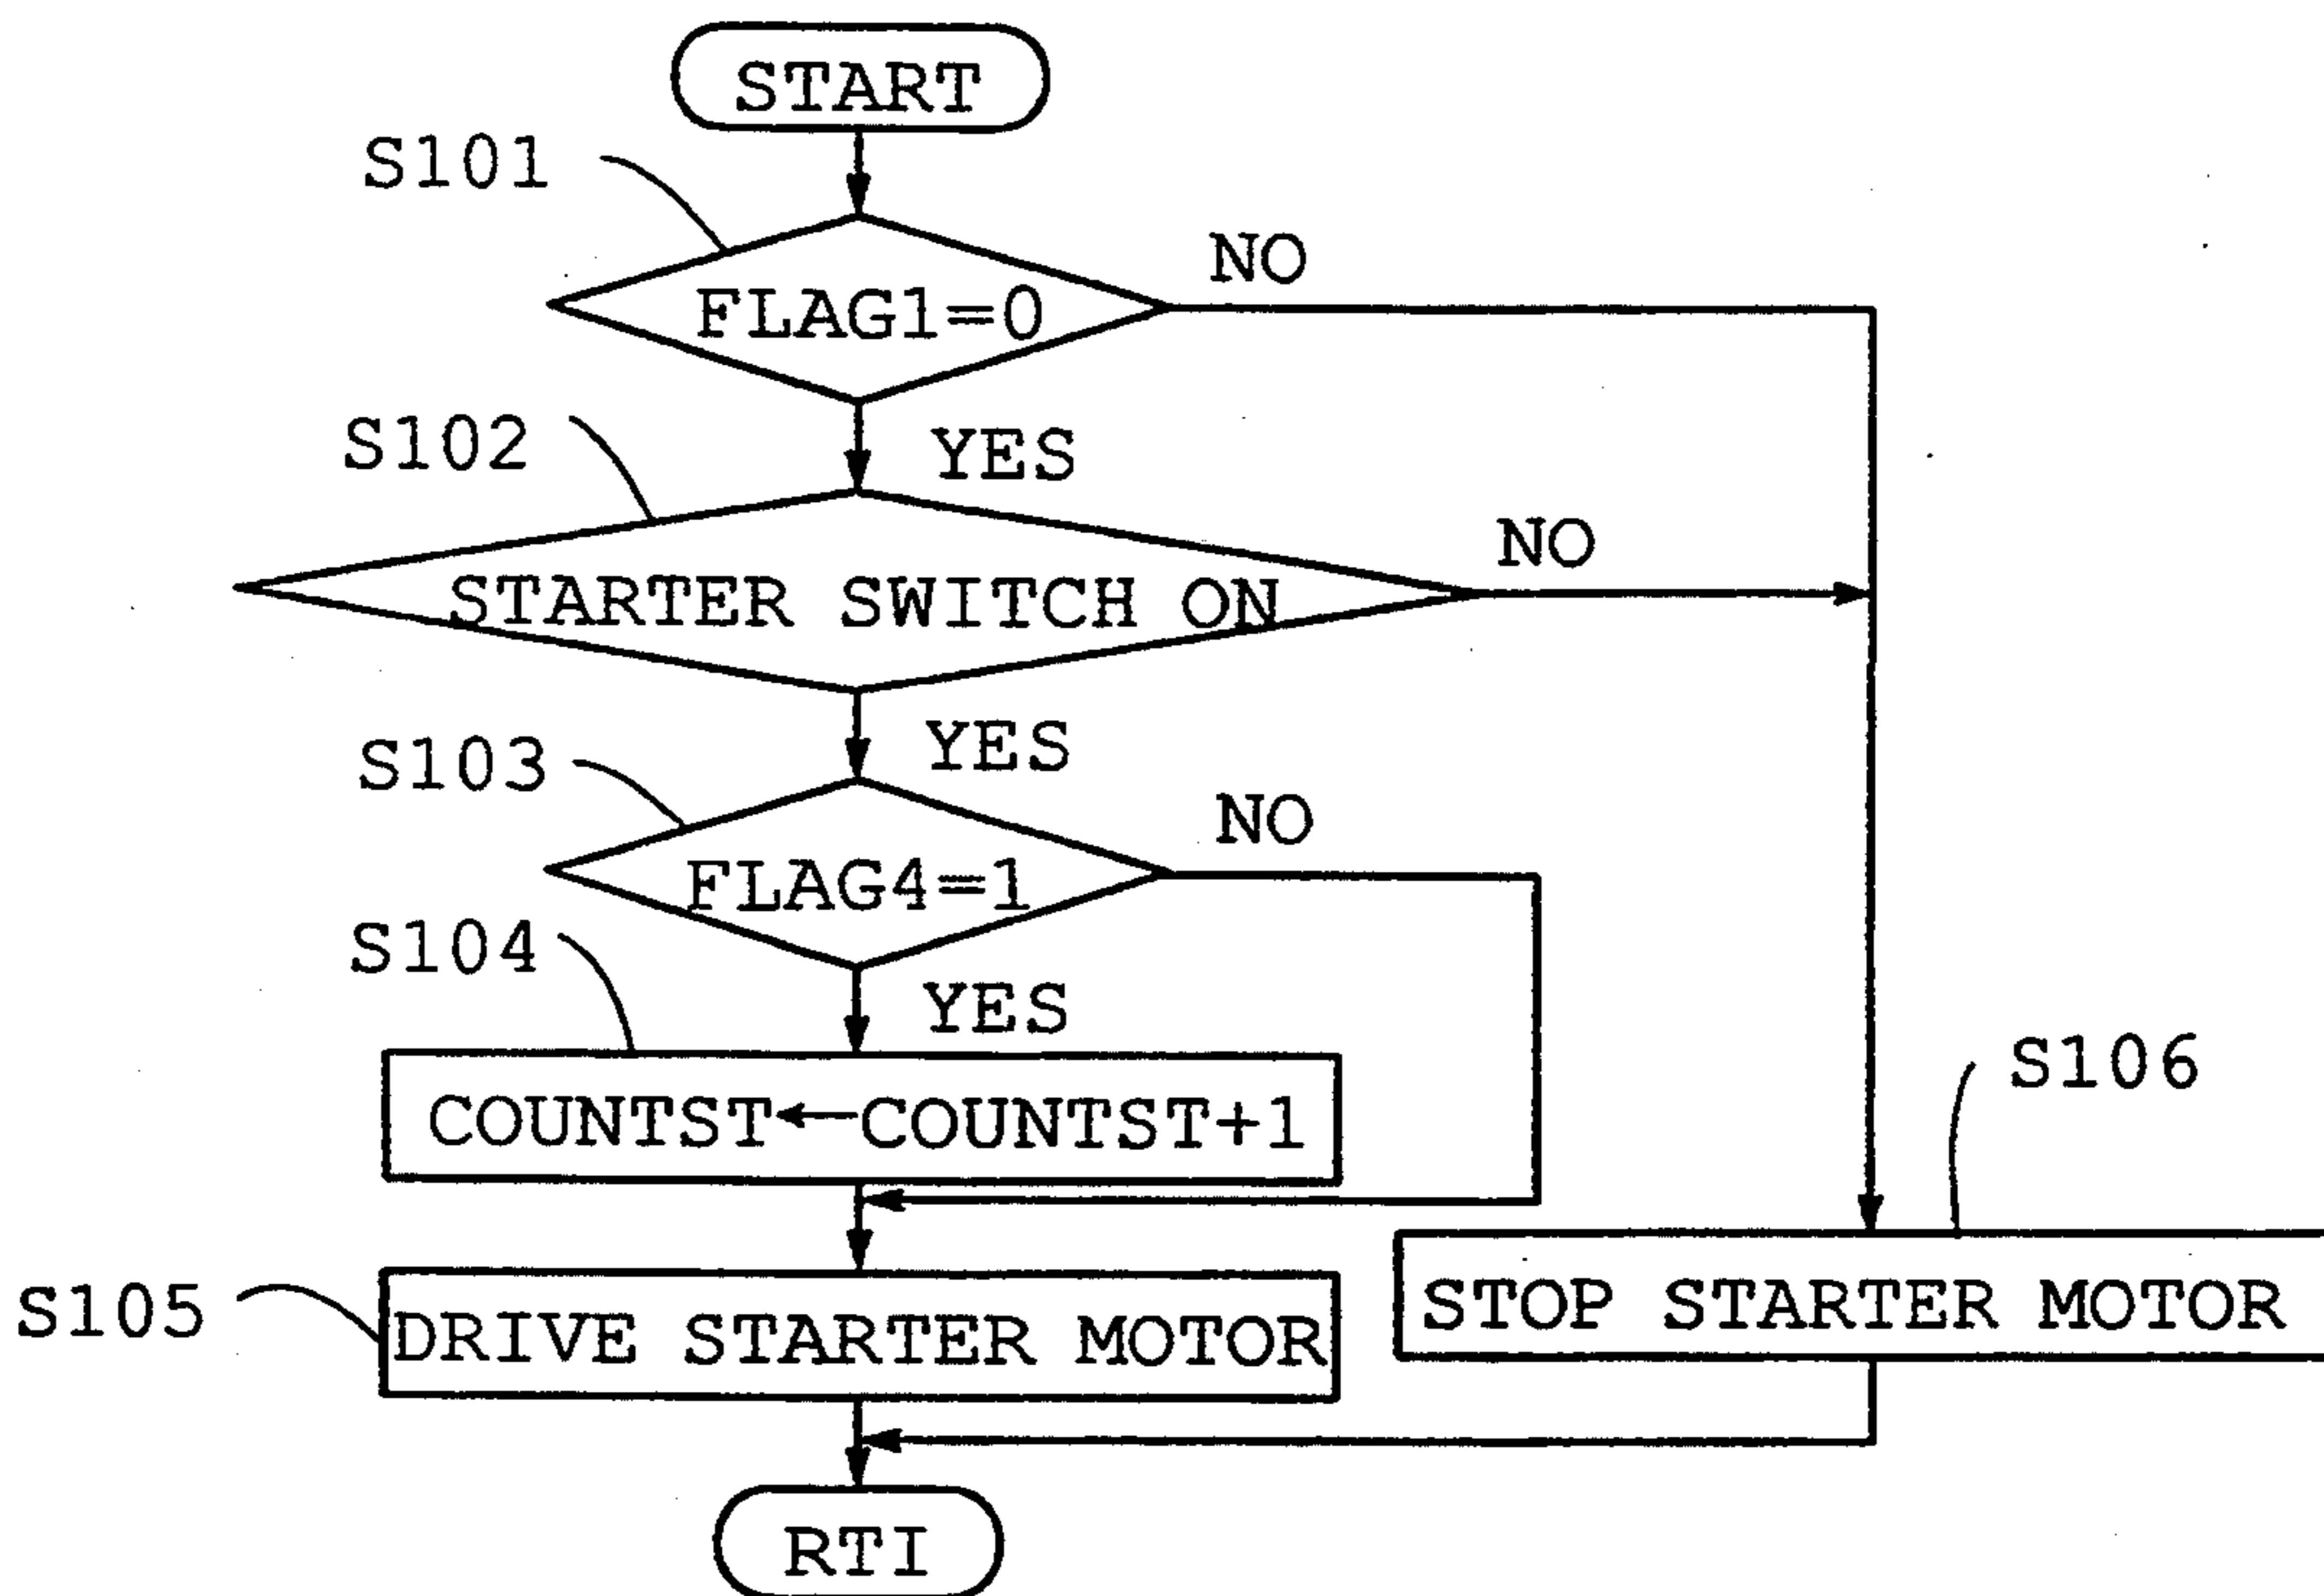 START
S101
NO
FLAG1=0
S102
YES
NO
STARTER SWITCH ON
S103
YES
NO
FLAG4=1
S104
YES
COUNTST←COUNTST+1
S106
S105
DRIVE STARTER MOTOR
STOP STARTER MOTOR
RTI